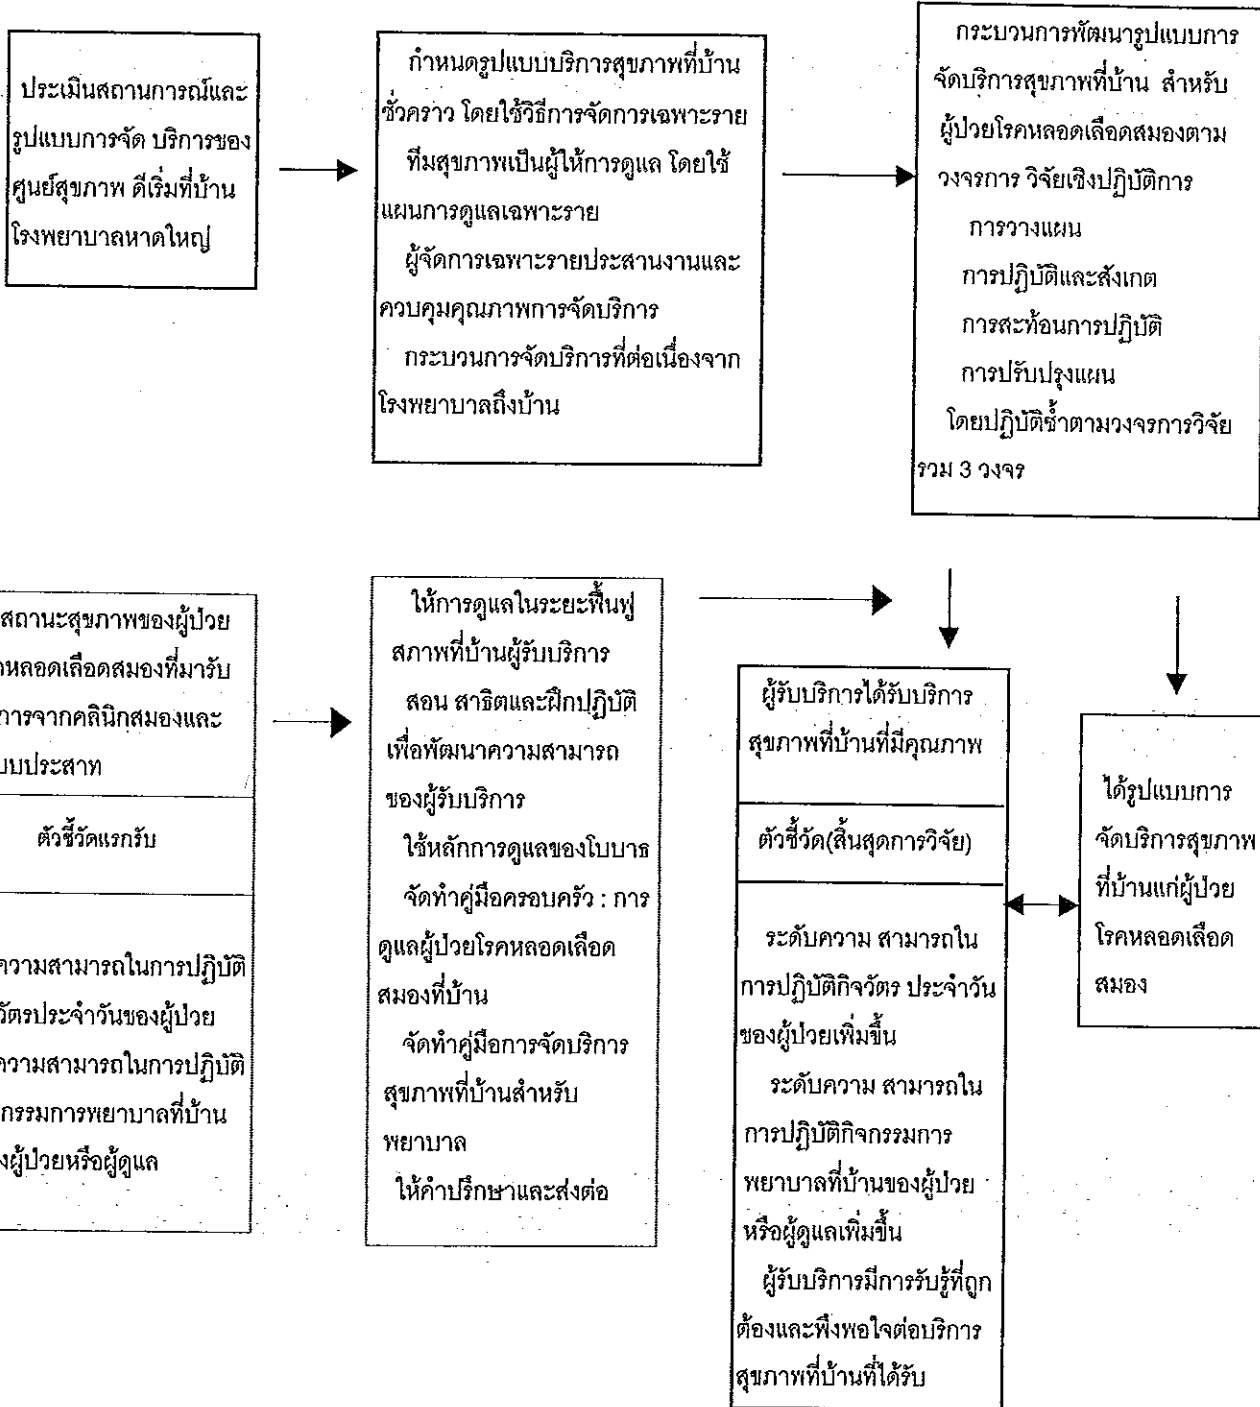 ประเมินสถานการณ์และ
รูปแบบการจัด บริการของ
ศูนย์สุขภาพ ดีเริ่มที่บ้าน
โรงพยาบาลหาดใหญ่
กำหนดรูปแบบบริการสุขภาพที่บ้าน
ชั่วคราว โดยใช้วิธีการจัดการเฉพาะราย
ทีมสุขภาพเป็นผู้ให้การดูแล โดยใช้
แผนการดูแลเฉพาะราย
ผู้จัดการเฉพาะรายประสานงานและ
ควบคุมคุณภาพการจัดบริการ
กระบวนการจัดบริการที่ต่อเนื่องจาก
โรงพยาบาลถึงบ้าน
กระบวนการพัฒนารูปแบบการ
จัดบริการสุขภาพที่บ้าน สำหรับ
ผู้ป่วยโรคหลอดเลือดสมองตาม
วงจรการ วิจัยเชิงปฏิบัติการ
การวางแผน
การปฏิบัติและสังเกต
การสะท้อนการปฏิบัติ
การปรับปรุงแผน
โดยปฏิบัติซ้ำตามวงจรการวิจัย
รวม 3 วงจร
สถานะสุขภาพของผู้ป่วย
หลอดเลือดสมองที่มารับ
การจากคลินิกสมองและ
บบประสาท
ตัวชี้วัดแรกรับ
ความสามารถในการปฏิบัติ
วัตรประจำวันของผู้ป่วย
ความสามารถในการปฏิบัติ
กรรมการพยาบาลที่บ้าน
งผู้ป่วยหรือผู้ดูแล
ให้การดูแลในระยะฟื้นฟู
สภาพที่บ้านผู้รับบริการ
สอน สาธิตและฝึกปฏิบัติ
เพื่อพัฒนาความสามารถ
ของผู้รับบริการ
ใช้หลักการดูแลของโบบาธ
จัดทำคู่มือครอบครัว : การ
ดูแลผู้ป่วยโรคหลอดเลือด
สมองที่บ้าน
จัดทำคู่มือการจัดบริการ
สุขภาพที่บ้านสำหรับ
พยาบาล
ให้คำปรึกษาและส่งต่อ
ผู้รับบริการได้รับบริการ
สุขภาพที่บ้านที่มีคุณภาพ
ตัวชี้วัด(สิ้นสุดการวิจัย)
ระดับความ สามารถใน
การปฏิบัติกิจวัตร ประจำวัน
ของผู้ป่วยเพิ่มขึ้น
ระดับความ สามารถใน
การปฏิบัติกิจกรรมการ
พยาบาลที่บ้านของผู้ป่วย
หรือผู้ดูแลเพิ่มขึ้น
ผู้รับบริการมีการรับรู้ที่ถูก
ต้องและพึงพอใจต่อบริการ
สุขภาพที่บ้านที่ได้รับ
ได้รูปแบบการ
จัดบริการสุขภาพ
ที่บ้านแก่ผู้ป่วย
โรคหลอดเลือด
สมอง